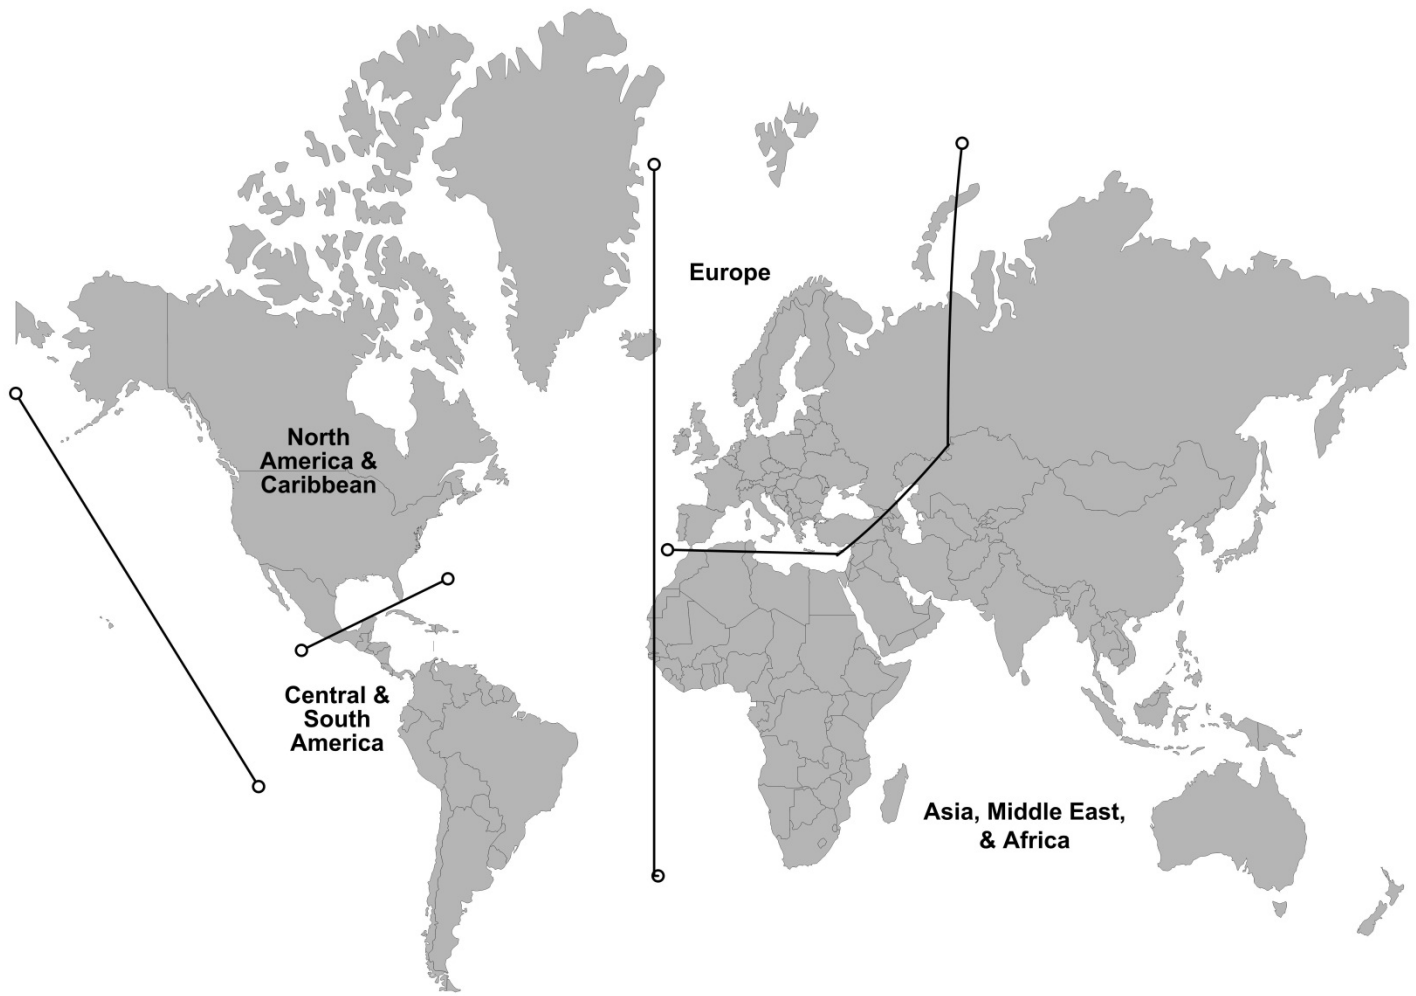 Europe
North
America &
Caribbean
Central &
South
America
Asia, Middle East,
& Africa